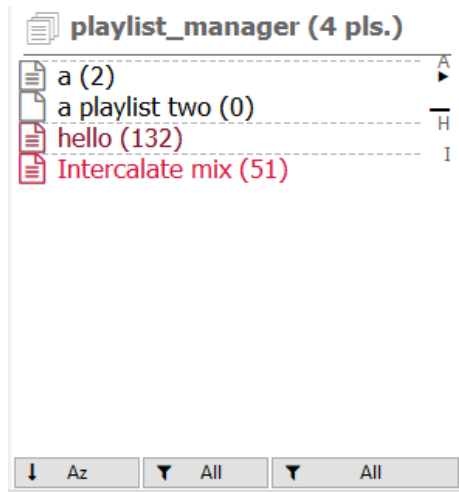 playlist_manager (4 pls.)
A
a (2)
a playlist two (0)
H
hello (132)
I
Intercalate mix (51)
Az All All